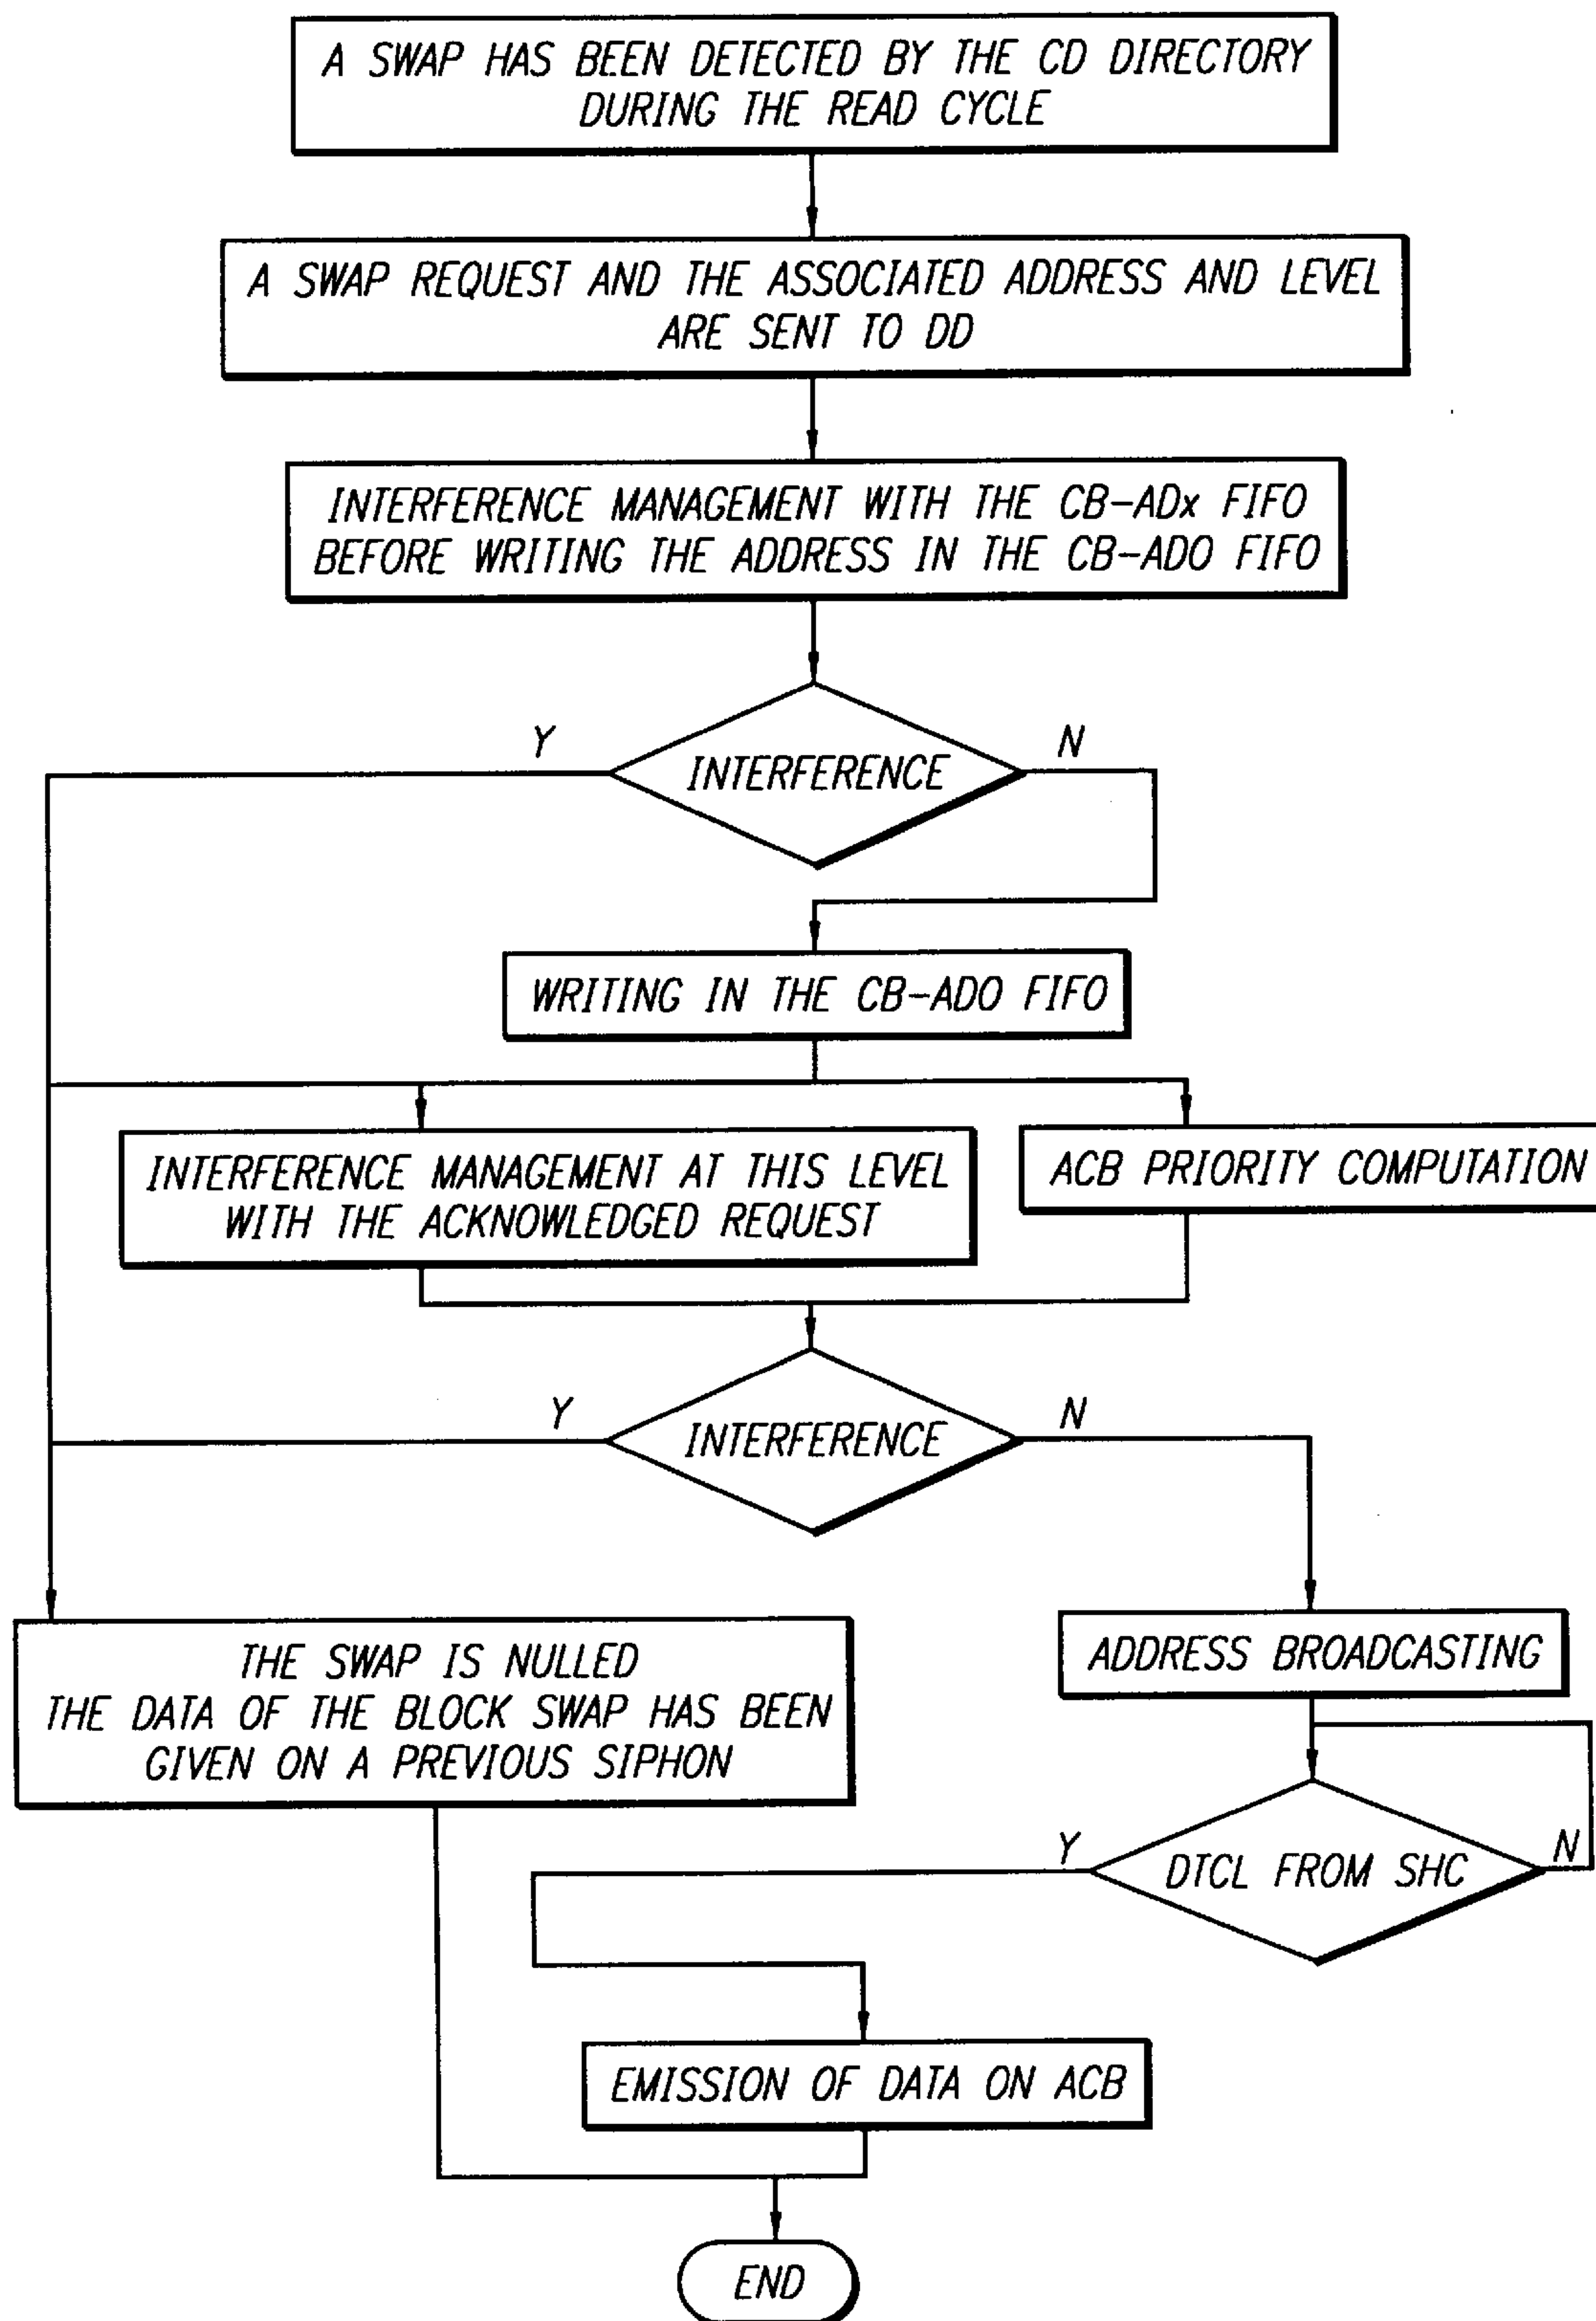 A SWAP HAS BEEN DETECTED BY THE CD DIRECTORY
DURING THE READ CYCLE
A SWAP REQUEST AND THE ASSOCIATED ADDRESS AND LEVEL
ARE SENT TO DD
INTERFERENCE MANAGEMENT WITH THE CB-ADx FIFO
BEFORE WRITING THE ADDRESS IN THE CB-ADO FIFO
Y
N
INTERFERENCE
WRITING IN THE CB-ADO FIFO
INTERFERENCE MANAGEMENT AT THIS LEVEL
WITH THE ACKNOWLEDGED REQUEST
ACB PRIORITY COMPUTATION
Y
N
INTERFERENCE
THE SWAP IS NULLED
THE DATA OF THE BLOCK SWAP HAS BEEN
GIVEN ON A PREVIOUS SIPHON
ADDRESS BROADCASTING
Y
DTCL FROM SHC
N
EMISSION OF DATA ON ACB
END